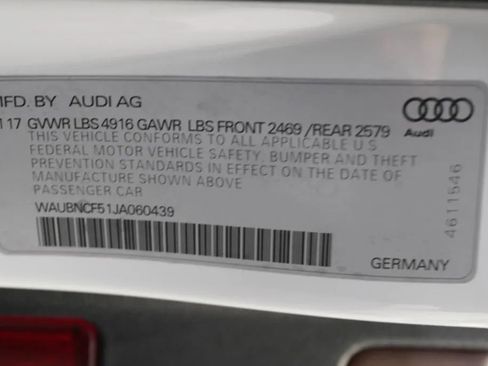 MFD. BY AUDI AG
117 GVWR LBS 4916 GAWR LBS FRONT 2469 /REAR 2579
THIS VEHICLE CONFORMS TO ALL APPLICABLE U.S
FEDERAL MOTOR VEHICLE SAFETY, BUMPER AND THEFT
PREVENTION STANDARDS IN EFFECT ON THE DATE OF
MANUFACTURE SHOWN ABOVE
PASSENGER CAR
WAUBNCF51JA060439
GERMANY
Audi
4611546